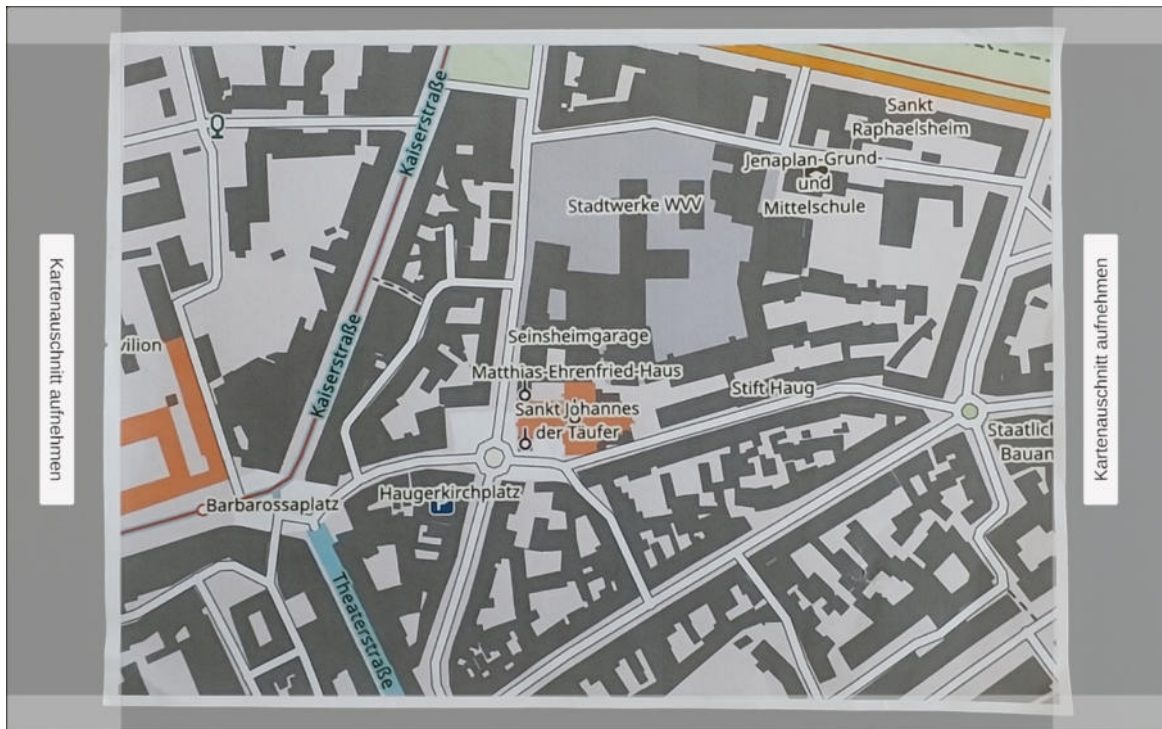 Kaiserstraße
Sankt
Raphaelsheim
Jenaplan-Grund-
und
Mittelschule
Stadtwerke WVV
Kartenauschnitt aufnehmen
Kartenauschnitt aufnehmen
vilion
Kaiserstraße
Seinsheimgarage
Matthias-Ehrenfried-Haus
Stift Haug
Sankt Johannes
der Täufer
Staatlich
Bauan
Haugerkirchplatz
P
Barbarossaplatz
Theaterstraße